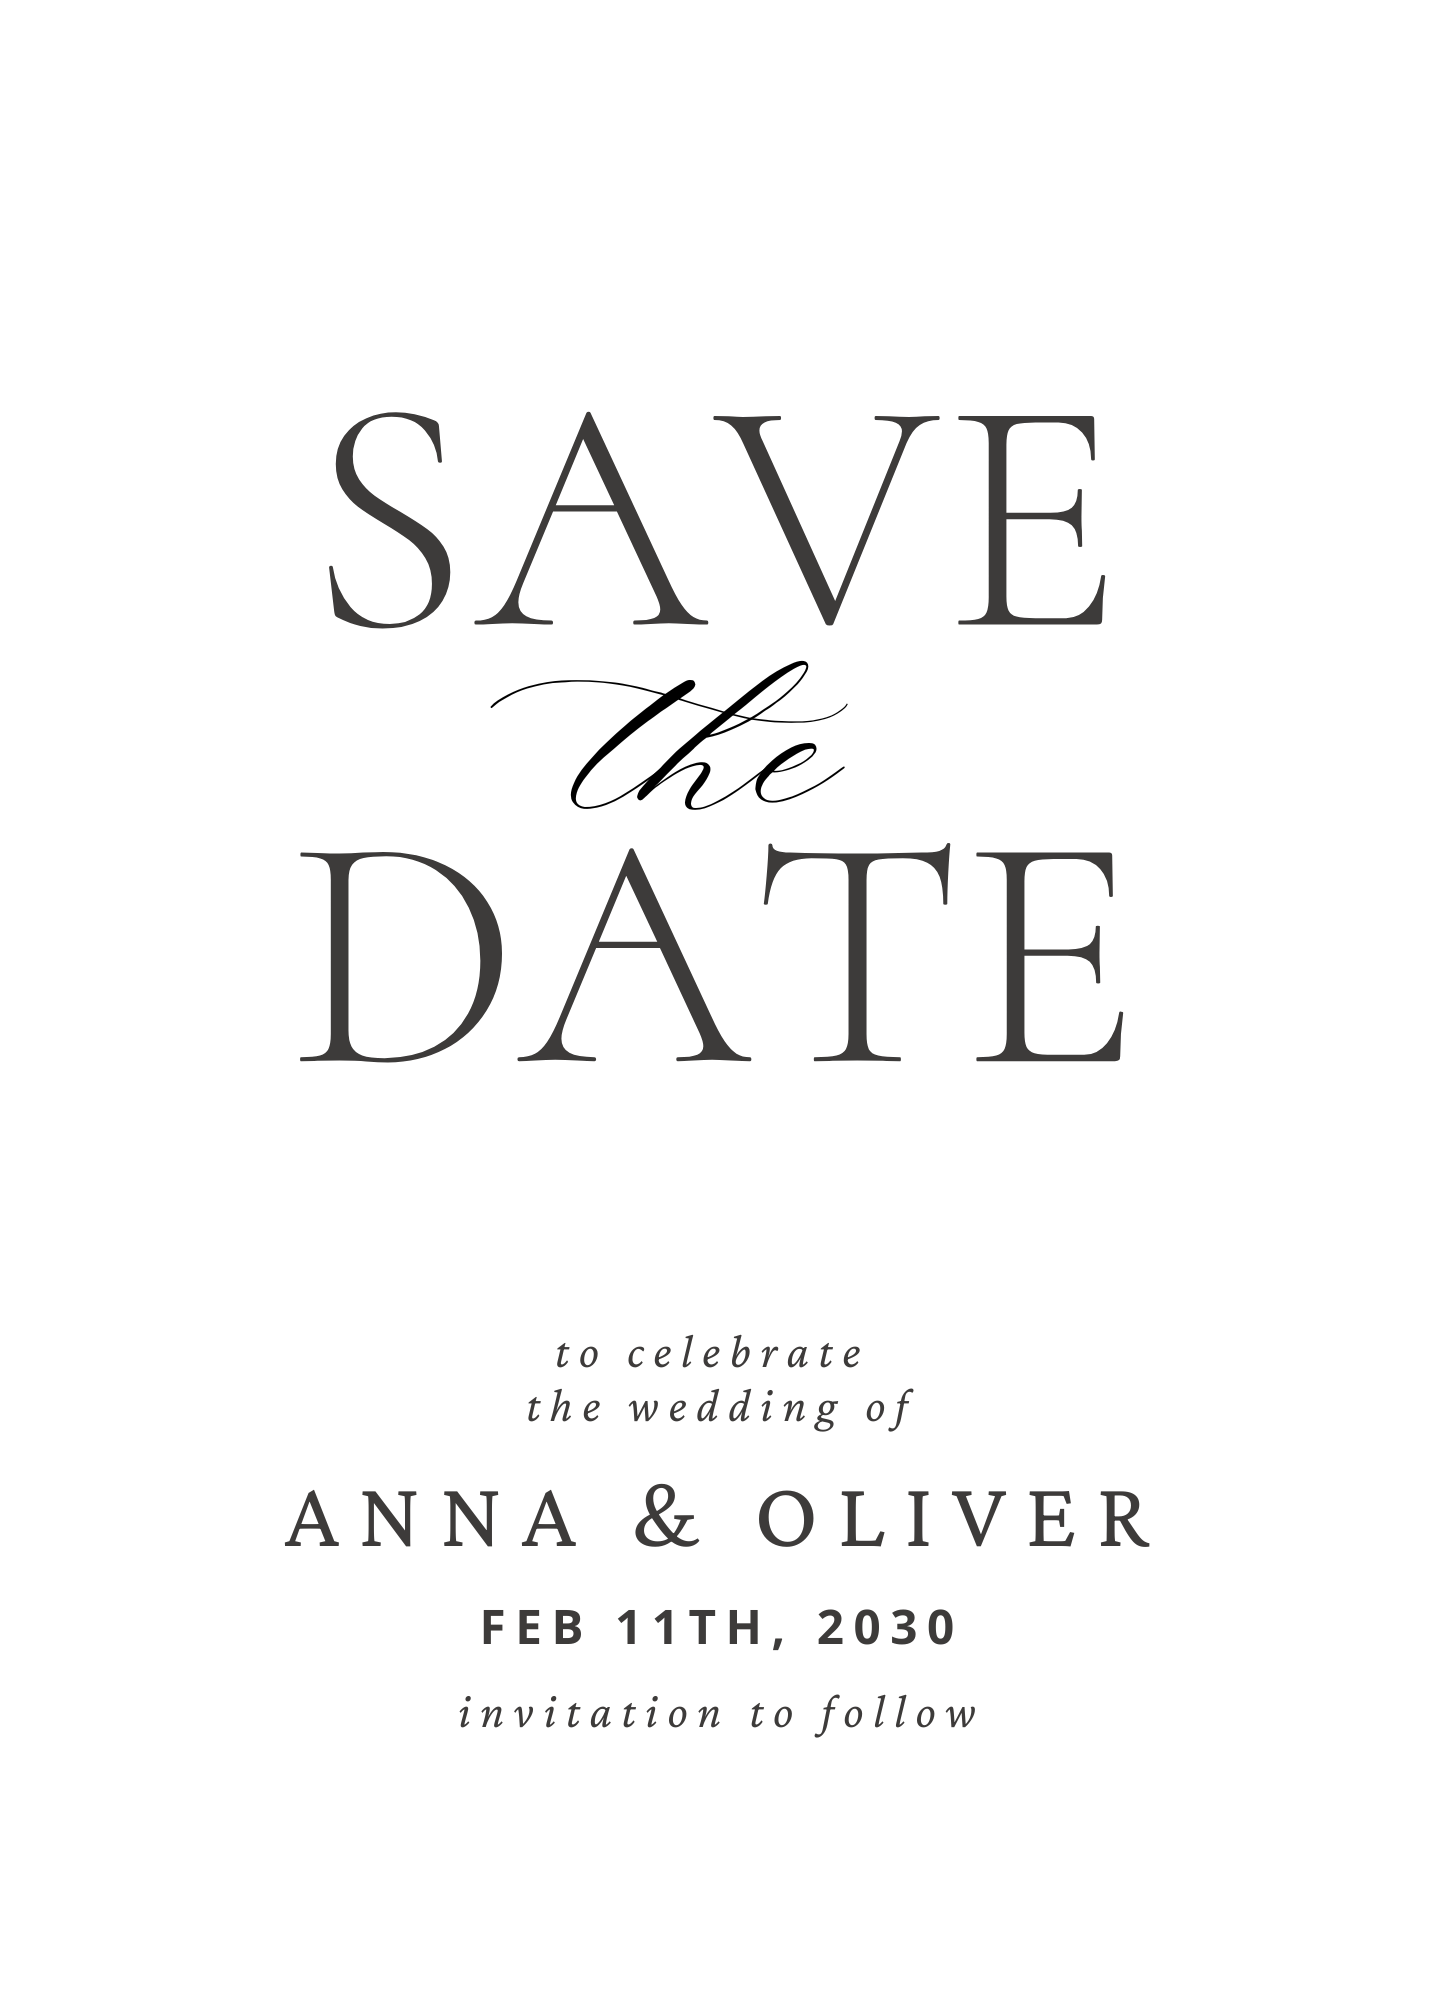 SAVE
the
DATE
to celebrate
the wedding of
ANNA & OLIVER
FEB 11TH, 2030
invitation to follow